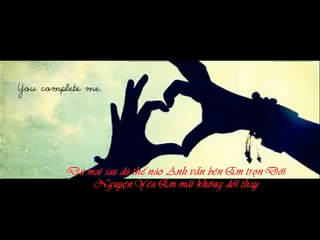 You complete me.
Dù mai sau dù thế nào Anh vẫn bên Em trọn Đời
Nguyện Yêu Em mãi không đổi thay